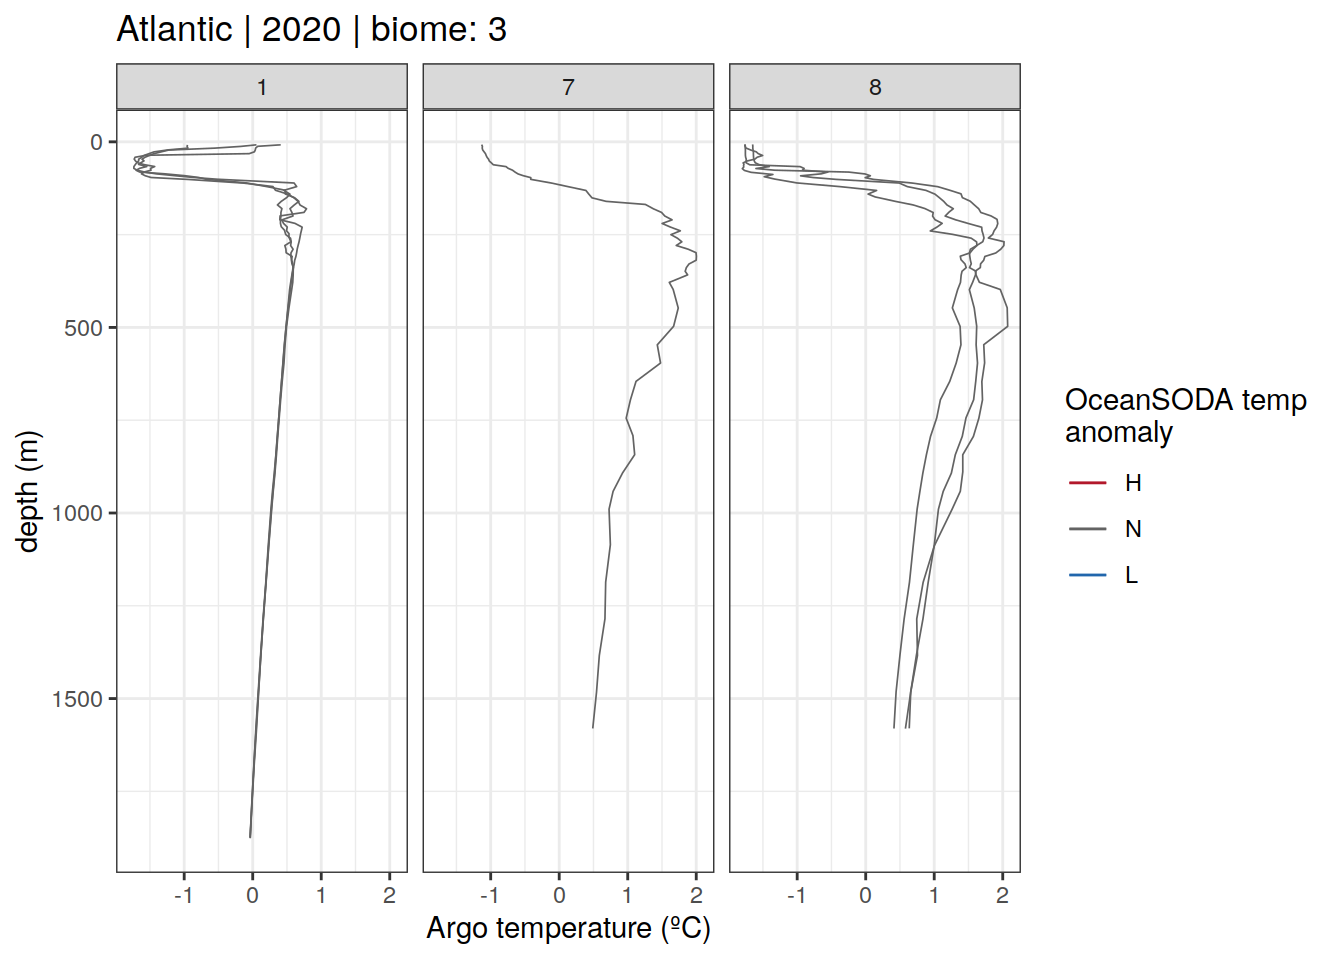 Atlantic | 2020 | biome: 3
1
7
8
0
500
1000
1500
depth (m)
-1 0 1 2
-1 0 1 2
-1 0 1 2
Argo temperature (ºC)
OceanSODA temp
anomaly
H
N
L